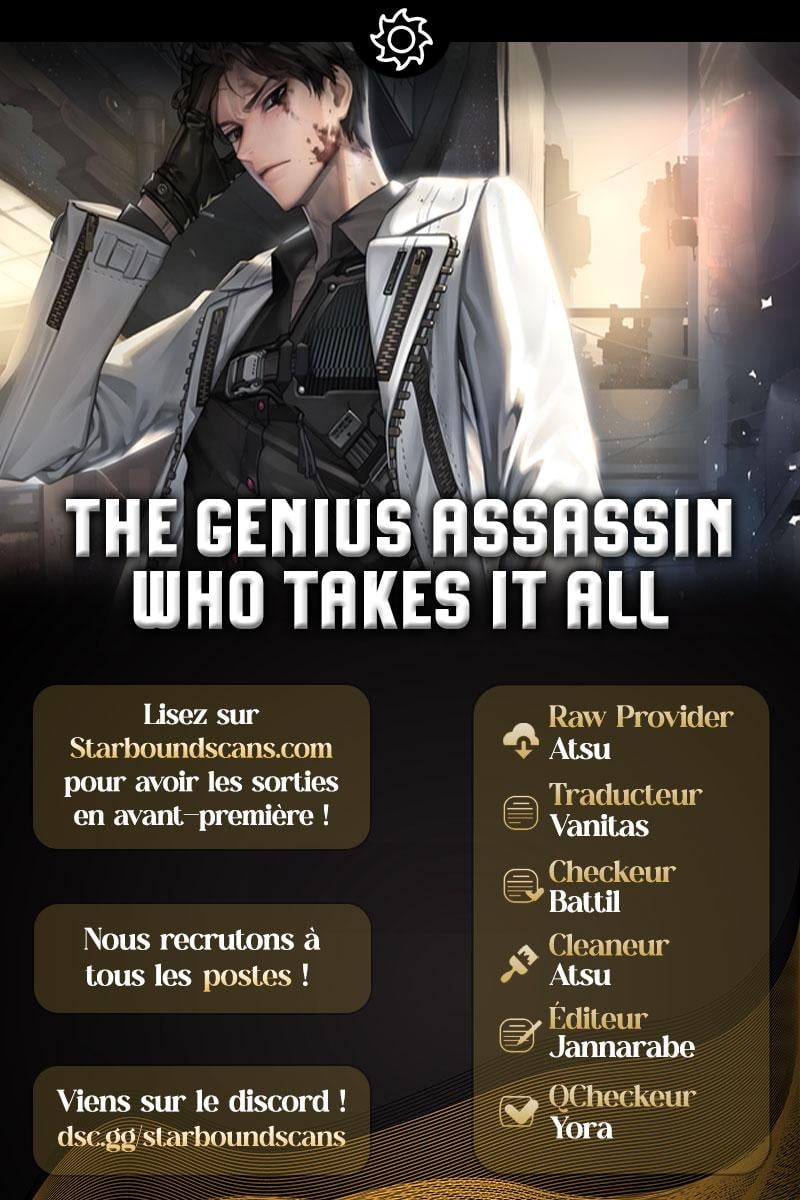 THE GENIUS ASSASSIN
WHO TAKES IT ALL
Lisez sur
Starboundscans.com
pour avoir les sorties
en avant-première !
Nous recrutons à
tous les postes !
Viens sur le discord !
dsc.gg/starboundscans
Raw Provider
Atsu
Traducteur
Vanitas
Checkeur
Battil
Cleaneur
Atsu
Éditeur
Jannarabe
QCheckeur
Yora